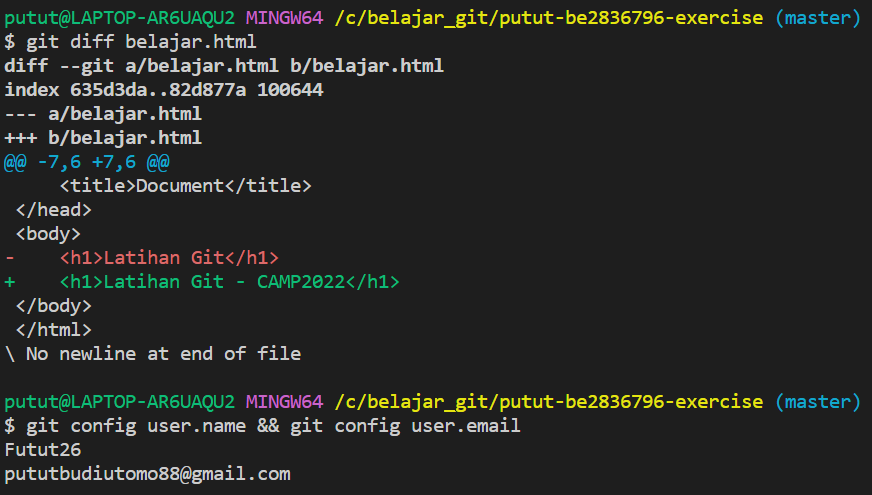 putut@LAPTOP-AR6UAQU2 MINGW64 /c/belajar_git/putut-be2836796-exercise (master)
$ git diff belajar.html
diff --git a/belajar.html b/belajar.html
index 635d3da..82d877a 100644
--- a/belajar.html
+++ b/belajar.html
@@ -7,6 +7,6 @@
     <title>Document</title>
 </head>
 <body>
-    <h1>Latihan Git</h1>
+    <h1>Latihan Git - CAMP2022</h1>
 </body>
 </html>
\ No newline at end of file

putut@LAPTOP-AR6UAQU2 MINGW64 /c/belajar_git/putut-be2836796-exercise (master)
$ git config user.name && git config user.email
Futut26
pututbudiutomo88@gmail.com